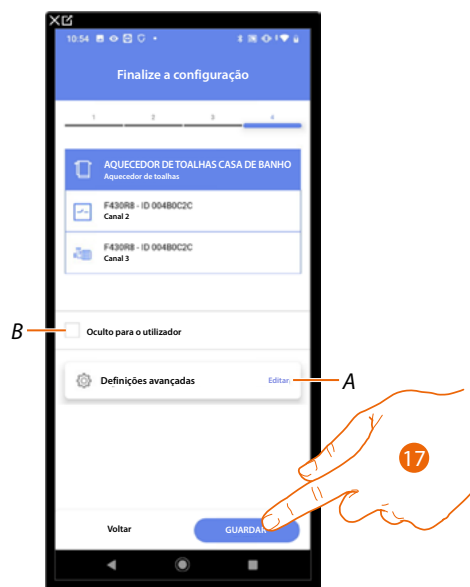 10:54
Finalize a configuração
1 2 3 4
AQUECEDOR DE TOALHAS CASA DE BANHO
Aquecedor de toalhas
F430R8 - ID 004B0C2C
Canal 2
F430R8 - ID 004B0C2C
Canal 3
B
Oculto para o utilizador
Definições avançadas
Editar.
A
17
Voltar
GUARDAR